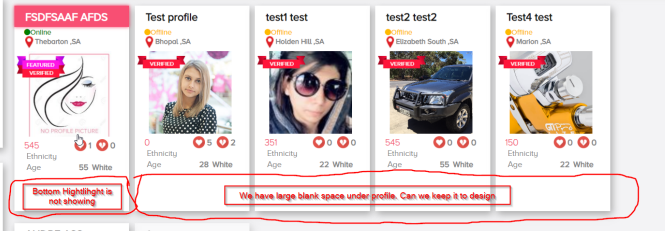 FSDFSAAF AFDS
Online
Thebarton ,SA
FEATURED
VERIFIED
NO PROFILE PICTURE
545
1
0
Ethnicity
Age
55 White
Test profile
Offline
Bhopal ,SA
VERIFIED
0
5
2
Ethnicity
Age
28 White
test1 test
Offline
Holden Hill ,SA
VERIFIED
351
0
0
Ethnicity
Age
22 White
test2 test2
Offline
Elizabeth South ,SA
VERIFIED
545
0
0
Ethnicity
Age
55 White
Test4 test
Offline
Marion ,SA
VERIFIED
150
0
0
Ethnicity
Age
22 White
Bottom Hightlihght is
not showing
We have large blank space under profile. Can we keep it to design